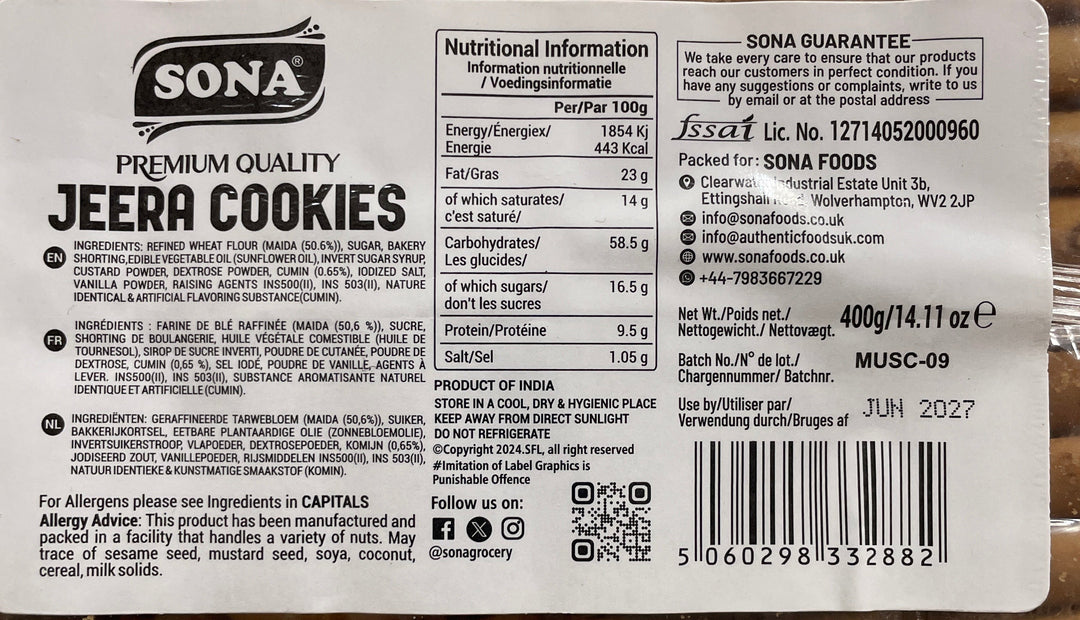 SONA®
PREMIUM QUALITY
JEERA COOKIES
EN
INGREDIENTS: REFINED WHEAT FLOUR (MAIDA (50.6%)), SUGAR, BAKERY
SHORTING,EDIBLE VEGETABLE OIL (SUNFLOWER OIL), INVERT SUGAR SYRUP,
CUSTARD POWDER, DEXTROSE POWDER, CUMIN (0.65%), IODIZED SALT,
VANILLA POWDER, RAISING AGENTS INS500(II), INS 503(II), NATURE
IDENTICAL & ARTIFICIAL FLAVORING SUBSTANCE(CUMIN).
FR
INGRÉDIENTS : FARINE DE BLÉ RAFFINÉE (MAIDA (50,6 %)), SUCRE,
SHORTING DE BOULANGERIE, HUILE VÉGÉTALE COMESTIBLE (HUILE DE
TOURNESOL), SIROP DE SUCRE INVERTI, POUDRE DE CUTANÉE, POUDRE DE
DEXTROSE, CUMIN (0,65 %), SEL IODÉ, POUDRE DE VANILLE, AGENTS À
LEVER. INS500(II), INS 503(II), SUBSTANCE AROMATISANTE NATUREL
IDENTIQUE ET ARTIFICIELLE (CUMIN).
NL
INGREDIËNTEN: GERAFFINEERDE TARWEBLOEM (MAIDA (50,6%)), SUIKER,
BAKKERIJKORTSEL, EETBARE PLANTAARDIGE OLIE (ZONNEBLOEMOLIE),
INVERTSUIKERSTROOP, VLAPOEDER, DEXTROSEPOEDER, KOMIJN (0,65%),
JODISEERD ZOUT, VANILLEPOEDER, RIJSMIDDELEN INS500(II), INS 503(II),
NATUUR IDENTIEKE & KUNSTMATIGE SMAAKSTOF (KOMIN).
For Allergens please see Ingredients in CAPITALS
Allergy Advice: This product has been manufactured and
packed in a facility that handles a variety of nuts. May
trace of sesame seed, mustard seed, soya, coconut,
cereal, milk solids.
Nutritional Information
Information nutritionnelle
/ Voedingsinformatie
Per/Par 100g
Energy/Énergiex/ 1854 Kj
Energie 443 Kcal
Fat/Gras 23 g
of which saturates/ 14 g
c'est saturé/
Carbohydrates/ 58.5 g
Les glucides/
of which sugars/ 16.5 g
don't les sucres
Protein/Protéine 9.5 g
Salt/Sel 1.05 g
PRODUCT OF INDIA
STORE IN A COOL, DRY & HYGIENIC PLACE
KEEP AWAY FROM DIRECT SUNLIGHT
DO NOT REFRIGERATE
©Copyright 2024.SFL, all right reserved
#Imitation of Label Graphics is
Punishable Offence
Follow us on:
@sonagrocery
SONA GUARANTEE
We take every care to ensure that our products
reach our customers in perfect condition. If you
have any suggestions or complaints, write to us
by email or at the postal address
fssai Lic. No. 12714052000960
Packed for: SONA FOODS
Industrial Estate Unit 3b,
Wolverhampton, WV2 2JP
info@sonafoods.co.uk
info@authenticfoodsuk.com
www.sonafoods.co.uk
+44-7983667229
Net Wt./Poids net./
Nettogewicht./ Nettovægt. 400g/14.11 oz ℮
Batch No./N° de lot./ MUSC-09
Chargennummer/ Batchnr.
Use by/Utiliser par/ JUN 2027
Verwendung durch/Bruges af
5 060298 332882